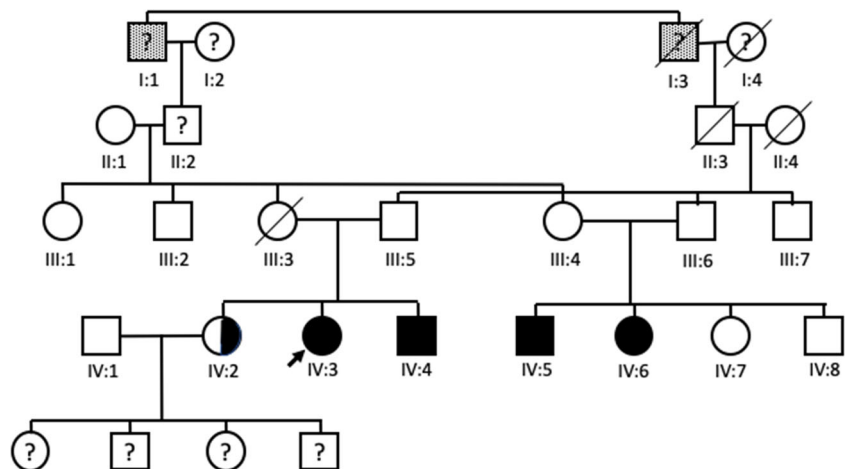 ? ? ? ?
I:1 I:2 I:3 I:4
?
II:1 II:2 II:3 II:4
III:1 III:2 III:3 III:5 III:4 III:6 III:7
IV:1 IV:2 IV:3 IV:4 IV:5 IV:6 IV:7 IV:8
? ? ? ?